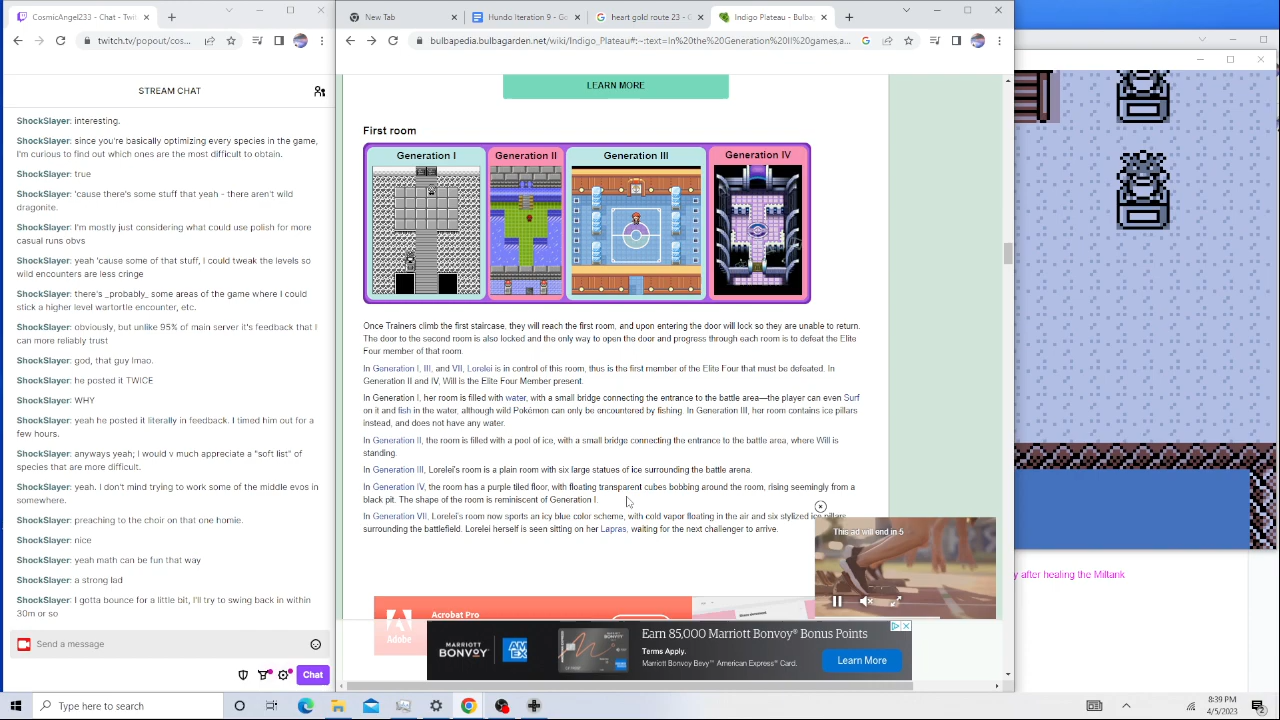 CosmicAngel233 - Chat - Twit
New Tab
Hundo Iteration 9 - Go
heart gold route 23 - G
Indigo Plateau - Bulba
twitch.tv/popout/cos...
bulbapedia.bulbagarden.net/wiki/Indigo_Plateau#:~:text=In%20the%20Generation%20II%20games,a...
STREAM CHAT
ShockSlayer: interesting.
ShockSlayer: since you're basically optimizing every species in the game,
I'm curious to find out which ones are the most difficult to obtain.
ShockSlayer: true
ShockSlayer: 'cause there's some stuff that yeah - there aren't wild
dragonite.
ShockSlayer: I'm mostly just considering what could use polish for more
casual runs obvs
ShockSlayer: yeah 'cause some of that stuff, I could tweak the levels so
wild encounters are less cringe
ShockSlayer: there's _probably_ some areas of the game where I could
stick a higher level wartortle encounter, etc.
ShockSlayer: obviously, but unlike 95% of main server it's feedback that I
can more reliably trust
ShockSlayer: god, that guy lmao.
ShockSlayer: he posted it TWICE
ShockSlayer: WHY
ShockSlayer: yeah he posted it literally in feedback. I timed him out for a
few hours.
ShockSlayer: anyways yeah; I would v much appreciate a "soft list" of
species that are more difficult.
ShockSlayer: yeah. I don't mind trying to work some of the middle evos in
somewhere.
ShockSlayer: preaching to the choir on that one homie.
ShockSlayer: nice
ShockSlayer: yeah math can be fun that way
ShockSlayer: a strong lad
ShockSlayer: I gotta bounce for a little bit, I'll try to swing back in within
30m or so
Send a message
Chat
LEARN MORE
First room
Generation I
Generation II
Generation III
Generation IV
Once Trainers climb the first staircase, they will reach the first room, and upon entering the door will lock so they are unable to return.
The door to the second room is also locked and the only way to open the door and progress through each room is to defeat the Elite
Four member of that room.
In Generation I, III, and VII, Lorelei is in control of this room, thus is the first member of the Elite Four that must be defeated. In
Generation II and IV, Will is the Elite Four Member present.
In Generation I, her room is filled with water, with a small bridge connecting the entrance to the battle area—the player can even Surf
on it and fish in the water, although wild Pokémon can only be encountered by fishing. In Generation III, her room contains ice pillars
instead, and does not have any water.
In Generation II, the room is filled with a pool of ice, with a small bridge connecting the entrance to the battle area, where Will is
standing.
In Generation III, Lorelei's room is a plain room with six large statues of ice surrounding the battle arena.
In Generation IV, the room has a purple tiled floor, with floating transparent cubes bobbing around the room, rising seemingly from a
black pit. The shape of the room is reminiscent of Generation I.
In Generation VII, Lorelei's room now sports an icy blue color scheme, with cold vapor floating in the air and six stylized ice pillars
surrounding the battlefield. Lorelei herself is seen sitting on her Lapras, waiting for the next challenger to arrive.
This ad will end in 5
Adobe
Acrobat Pro
MARRIOTT
BONVOY
AM
EX
Earn 85,000 Marriott Bonvoy® Bonus Points
Terms Apply.
Marriott Bonvoy Bevy™ American Express® Card.
Learn More
y after healing the Miltank
Type here to search
8:39 PM
4/5/2023
2